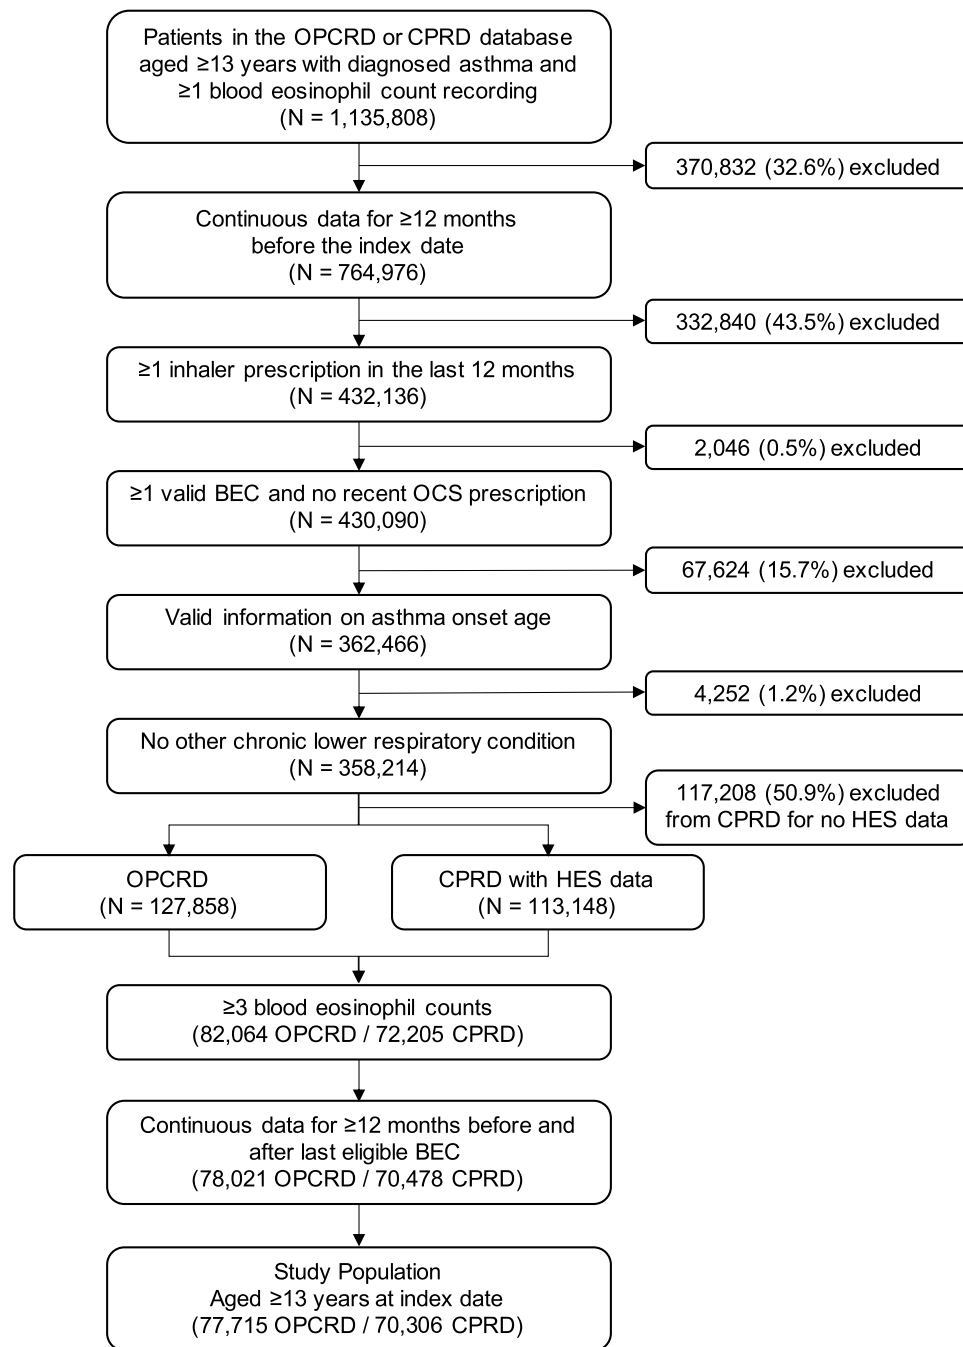 Patients in the OPCRD or CPRD database
aged ≥13 years with diagnosed asthma and
≥1 blood eosinophil count recording
(N = 1,135,808)
370,832 (32.6%) excluded
Continuous data for ≥12 months
before the index date
(N = 764,976)
332,840 (43.5%) excluded
≥1 inhaler prescription in the last 12 months
(N = 432,136)
2,046 (0.5%) excluded
≥1 valid BEC and no recent OCS prescription
(N = 430,090)
67,624 (15.7%) excluded
Valid information on asthma onset age
(N = 362,466)
4,252 (1.2%) excluded
No other chronic lower respiratory condition
(N = 358,214)
117,208 (50.9%) excluded
from CPRD for no HES data
OPCRD
(N = 127,858)
CPRD with HES data
(N = 113,148)
≥3 blood eosinophil counts
(82,064 OPCRD / 72,205 CPRD)
Continuous data for ≥12 months before and
after last eligible BEC
(78,021 OPCRD / 70,478 CPRD)
Study Population
Aged ≥13 years at index date
(77,715 OPCRD / 70,306 CPRD)